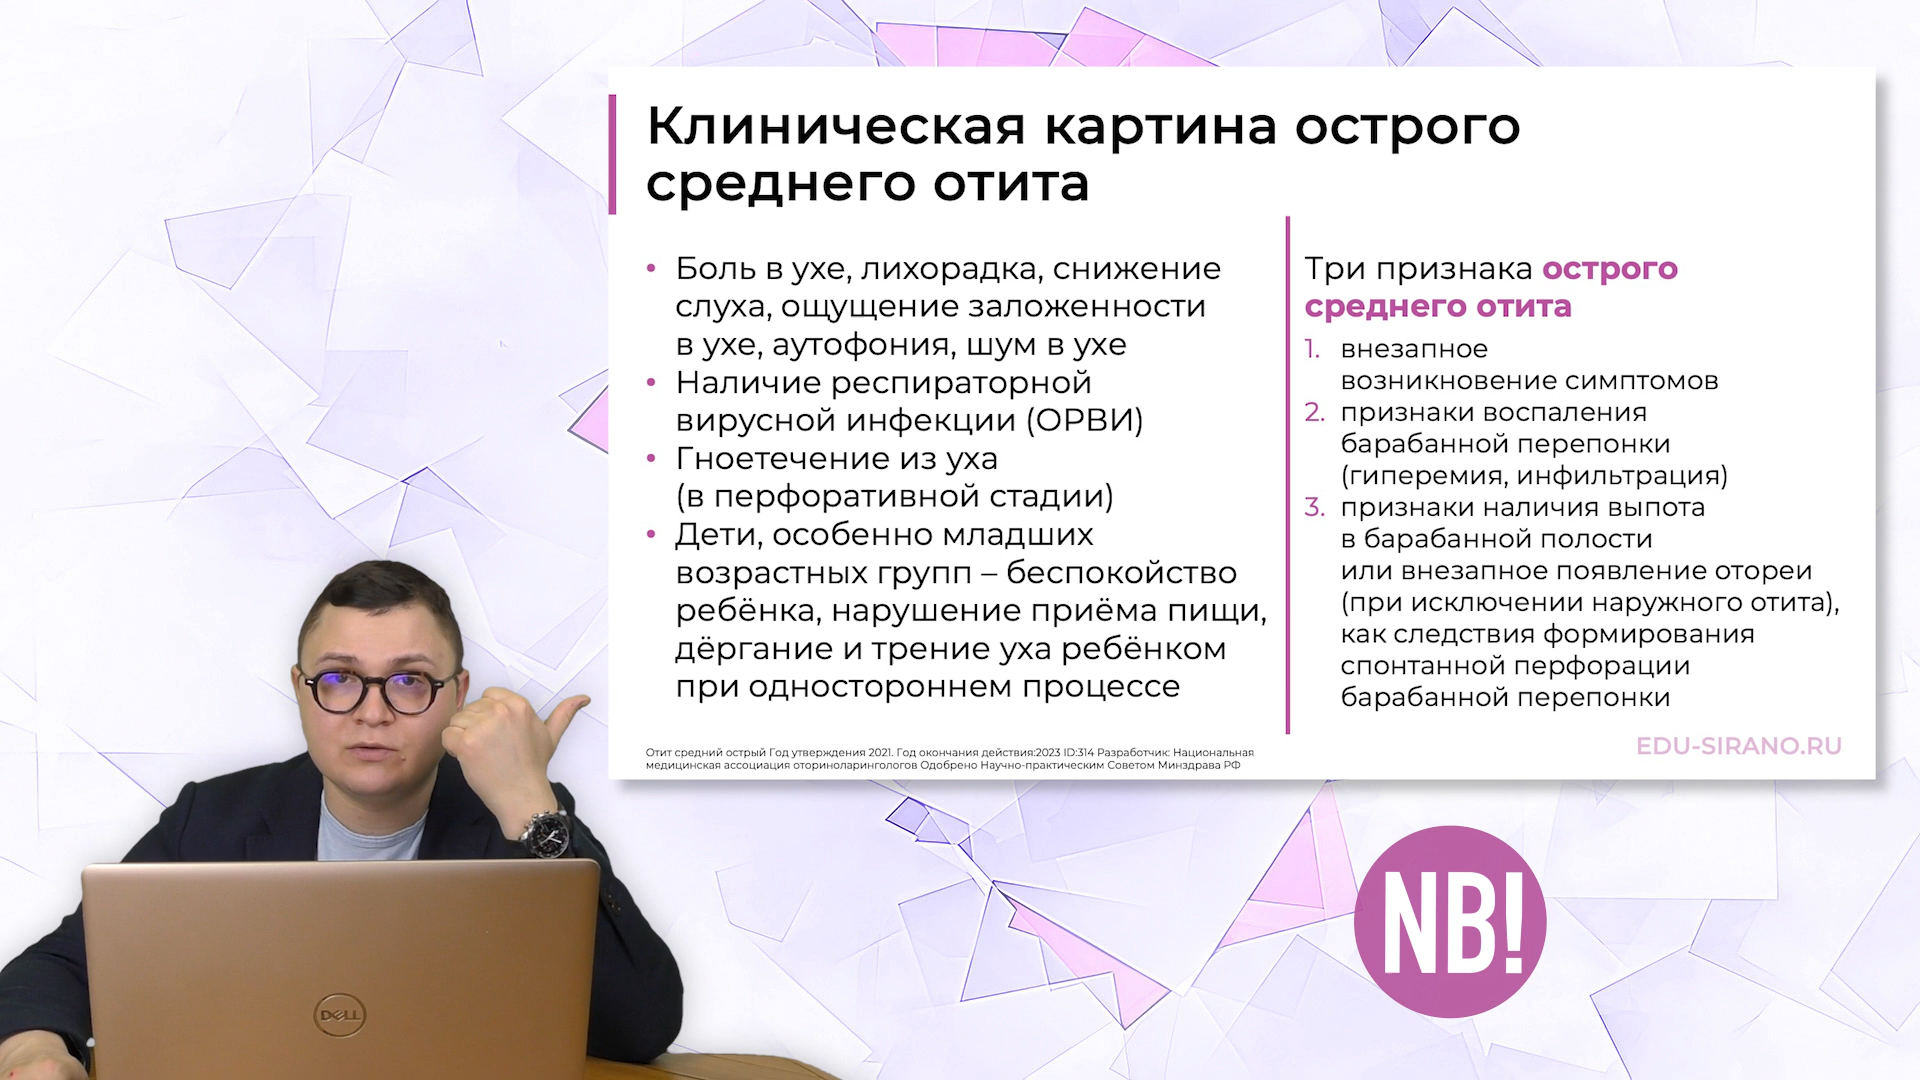 Клиническая картина острого
среднего отита
• Боль в ухе, лихорадка, снижение
слуха, ощущение заложенности
в ухе, аутофония, шум в ухе
• Наличие респираторной
вирусной инфекции (ОРВИ)
• Гноетечение из уха
(в перфоративной стадии)
• Дети, особенно младших
возрастных групп – беспокойство
ребёнка, нарушение приёма пищи,
дёргание и трение уха ребёнком
при одностороннем процессе
Отит средний острый Год утверждения 2021. Год окончания действия:2023 ID:314 Разработчик: Национальная
медицинская ассоциация оториноларингологов Одобрено Научно-практическим Советом Минздрава РФ
Три признака острого
среднего отита
1. внезапное
возникновение симптомов
2. признаки воспаления
барабанной перепонки
(гиперемия, инфильтрация)
3. признаки наличия выпота
в барабанной полости
или внезапное появление отореи
(при исключении наружного отита),
как следствия формирования
спонтанной перфорации
барабанной перепонки
EDU-SIRANO.RU
NB!
DELL